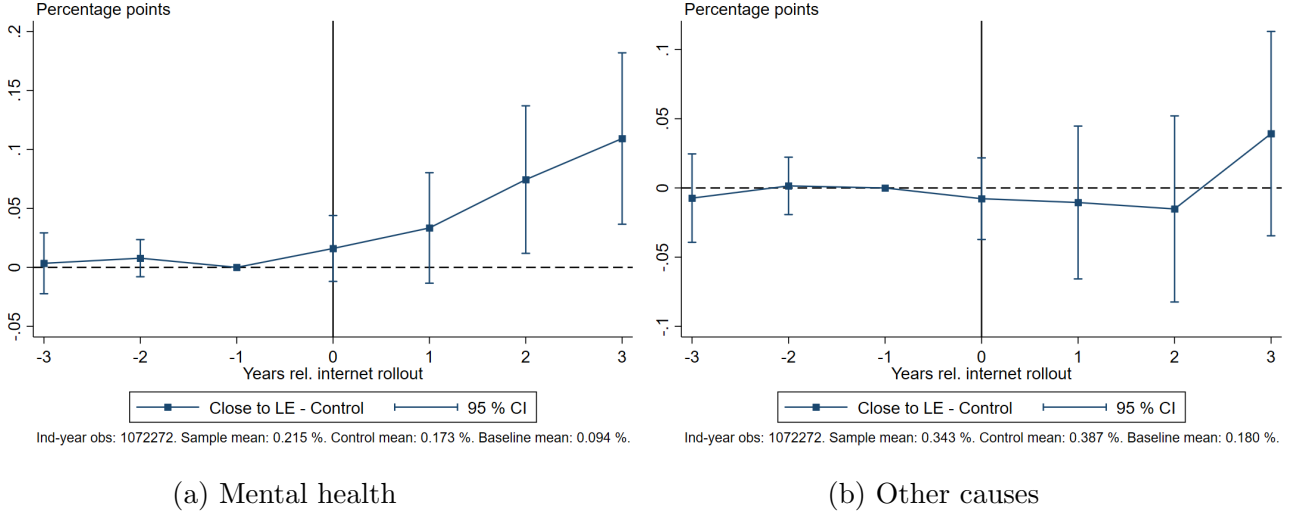 Percentage points
.2
.15
.1
.05
0
-.05
-3 -2 -1 0 1 2 3
Years rel. internet rollout
Close to LE - Control 95 % CI
Ind-year obs: 1072272. Sample mean: 0.215 %. Control mean: 0.173 %. Baseline mean: 0.094 %.
(a) Mental health
Percentage points
.1
.05
0
-.05
-.1
-3 -2 -1 0 1 2 3
Years rel. internet rollout
Close to LE - Control 95 % CI
Ind-year obs: 1072272. Sample mean: 0.343 %. Control mean: 0.387 %. Baseline mean: 0.180 %.
(b) Other causes